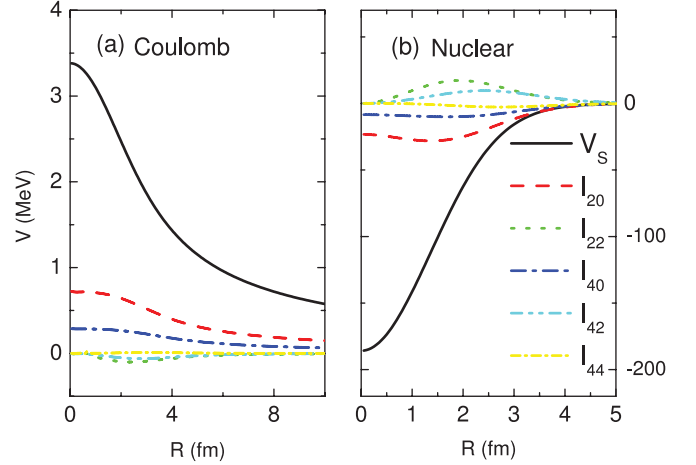 (a) Coulomb
V (MeV)
4
3
2
1
0
0 4 8
R (fm)
(b) Nuclear
V_S
I_20
I_22
I_40
I_42
I_44
0
-100
-200
0 1 2 3 4 5
R (fm)